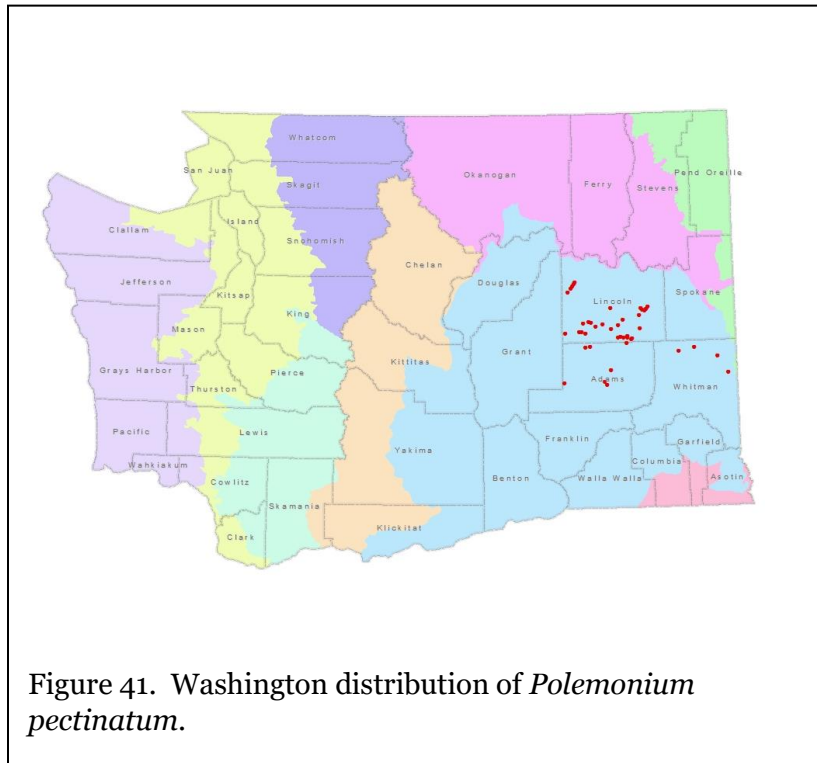 Whatcom
San Juan
Skagit
Okanogan
Ferry
Stevens
Pend Oreille
Island
Clallam
Snohomish
Chelan
Douglas
Jefferson
Kitsap
Lincoln
Spokane
King
Mason
Grant
Kittitas
Grays Harbor
Pierce
Adams
Whitman
Thurston
Pacific
Lewis
Yakima
Franklin
Garfield
Wahkiakum
Columbia
Cowlitz
Benton
Walla Walla
Asotin
Skamania
Klickitat
Clark
Figure 41. Washington distribution of Polemonium
pectinatum.